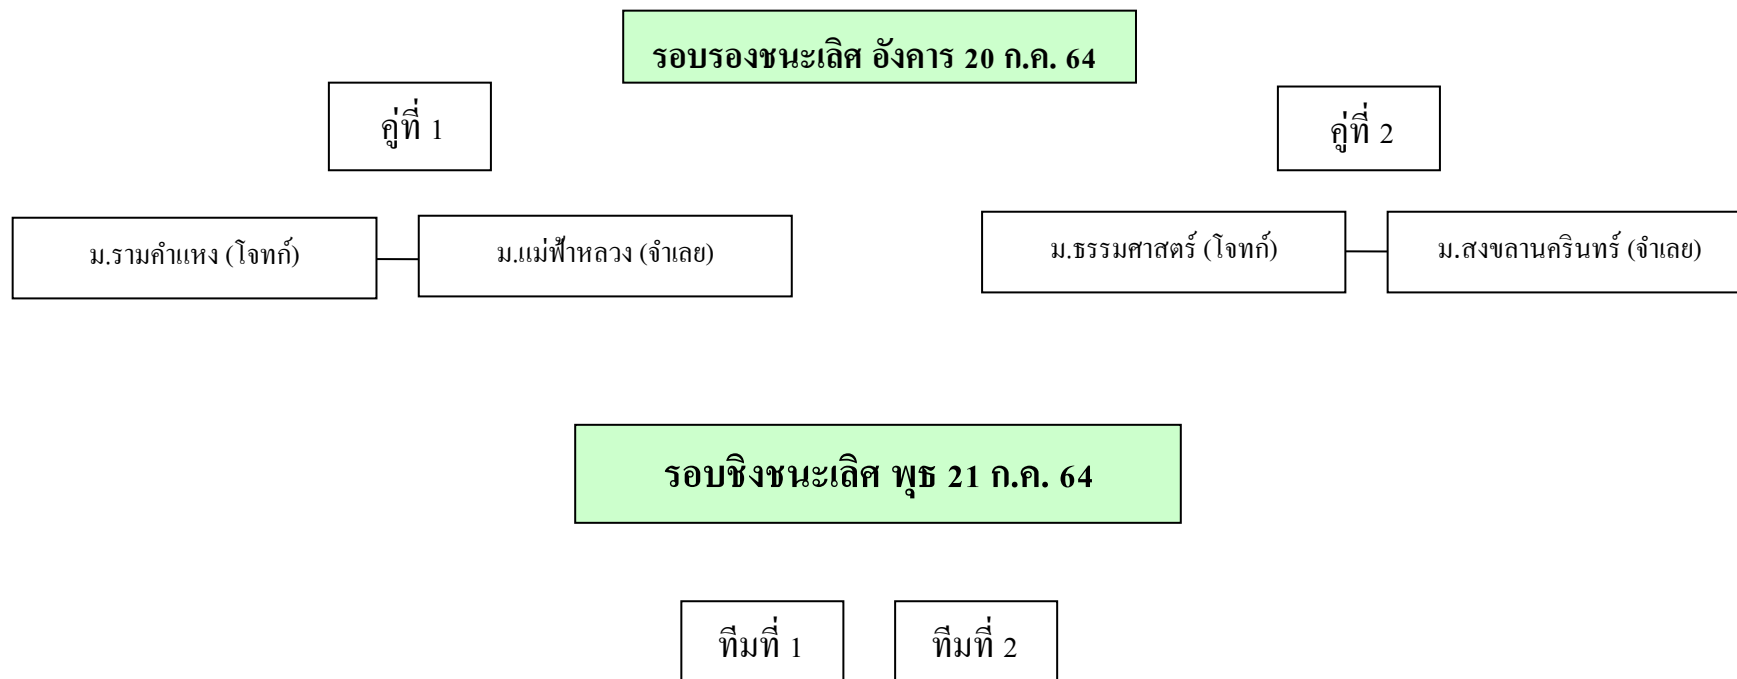 รอบรองชนะเลิศ อังคาร 20 ก.ค. 64
คู่ที่ 1
คู่ที่ 2
ม.รามคำแหง (โจทก์)
ม.แม่ฟ้าหลวง (จำเลย)
ม.ธรรมศาสตร์ (โจทก์)
ม.สงขลานครินทร์ (จำเลย)
รอบชิงชนะเลิศ พุธ 21 ก.ค. 64
ทีมที่ 1
ทีมที่ 2